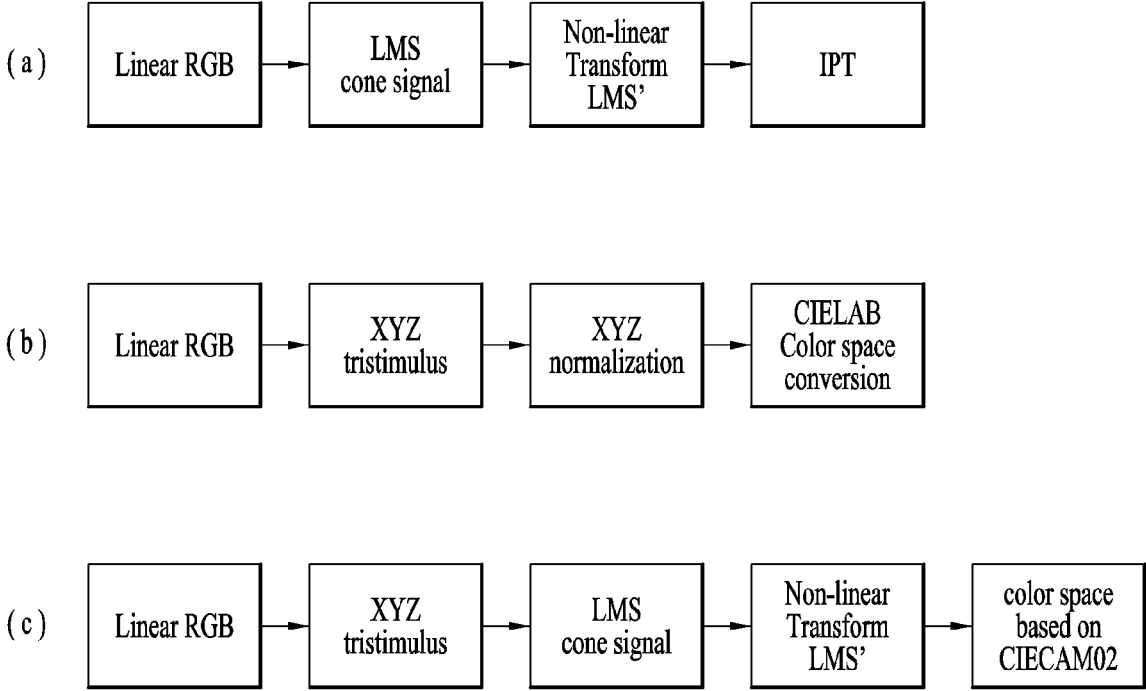 (a)
Linear RGB
LMS
cone signal
Non-linear
Transform
LMS’
IPT
(b)
Linear RGB
XYZ
tristimulus
XYZ
normalization
CIELAB
Color space
conversion
(c)
Linear RGB
XYZ
tristimulus
LMS
cone signal
Non-linear
Transform
LMS’
color space
based on
CIECAM02